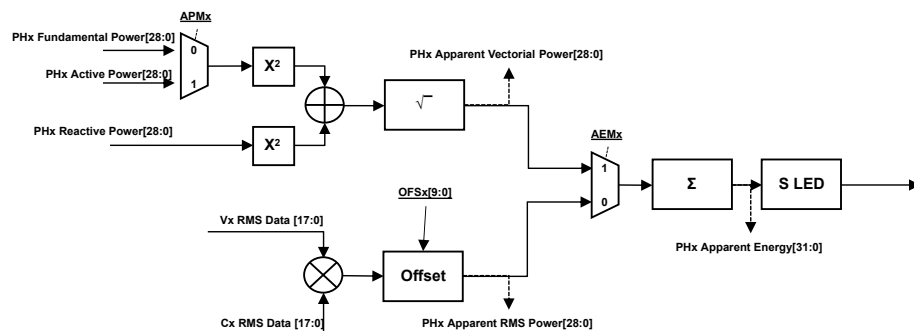 APMx
PHx Fundamental Power[28:0]
0
PHx Active Power[28:0]
1
X²
PHx Reactive Power[28:0]
X²
√
PHx Apparent Vectorial Power[28:0]
AEMx
1
0
Σ
S LED
OFSx[9:0]
Vx RMS Data [17:0]
Offset
Cx RMS Data [17:0]
PHx Apparent RMS Power[28:0]
PHx Apparent Energy[31:0]